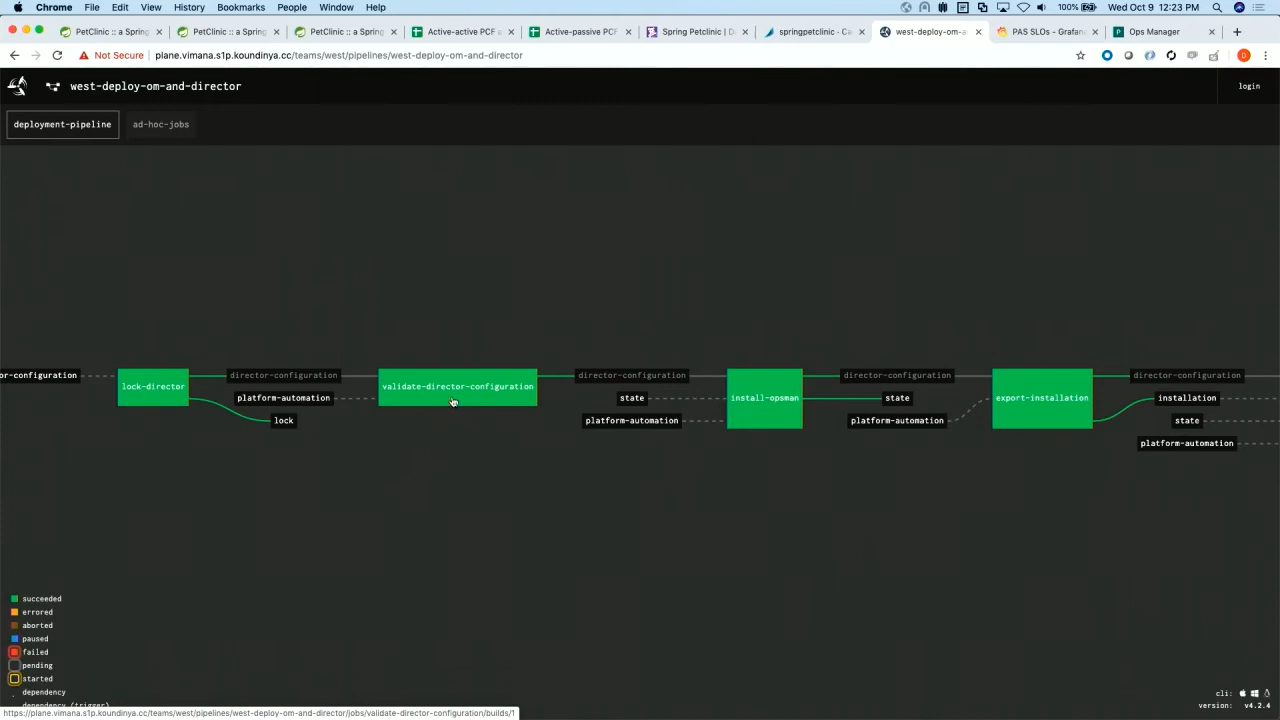 Chrome File Edit View History Bookmarks People Window Help 100% Wed Oct 9 12:23 PM
PetClinic :: a Spring PetClinic :: a Spring PetClinic :: a Spring Active-active PCF Active-passive PCF Spring Petclinic | D springpetclinic - Ca west-deploy-om-a PAS SLOs - Grafan Ops Manager
Not Secure plane.vimana.s1p.koundinya.cc/teams/west/pipelines/west-deploy-om-and-director D
west-deploy-om-and-director login
deployment-pipeline ad-hoc-jobs
or-configuration director-configuration director-configuration director-configuration director-configuration
lock-director validate-director-configuration
platform-automation state install-opsman state export-installation installation
lock platform-automation platform-automation state
platform-automation
succeeded
errored
aborted
paused
failed
pending
started
dependency
dependency (trigger)
cli:
version: v4.2.4
https://plane.vimana.s1p.koundinya.cc/teams/west/pipelines/west-deploy-om-and-director/jobs/validate-director-configuration/builds/1